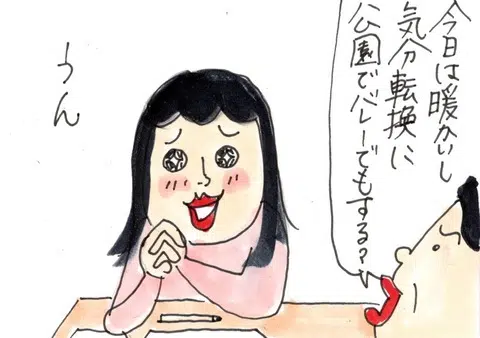 今日は暖かいし
気分転換に
公園でバレーでもする?
うん